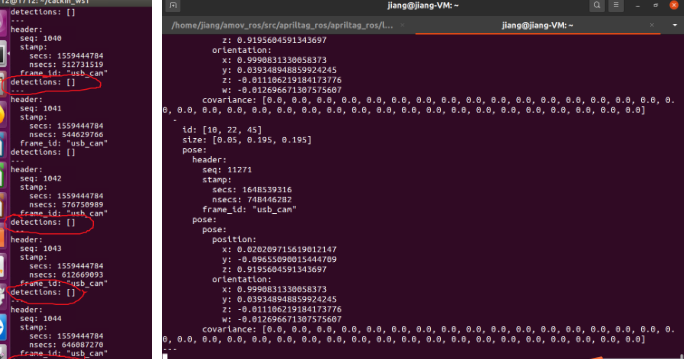 detections: []
---
header:
seq: 1040
stamp:
secs: 1559444784
nsecs: 512731519
frame_id: "usb_cam"
detections: []
---
header:
seq: 1041
stamp:
secs: 1559444784
nsecs: 544629766
frame_id: "usb_cam"
detections: []
---
header:
seq: 1042
stamp:
secs: 1559444784
nsecs: 576750989
frame_id: "usb_cam"
detections: []
---
header:
seq: 1043
stamp:
secs: 1559444784
nsecs: 612669093
frame_id: "usb_cam"
detections: []
---
header:
seq: 1044
stamp:
secs: 1559444784
nsecs: 646087270
frame_id: "usb_cam"
jiang@jiang-VM: ~
/home/jiang/amov_ros/src/apriltag_ros/apriltag_ros/l...
jiang@jiang-VM: ~
z: 0.9195604591343697
orientation:
x: 0.9990831330058373
y: 0.039348948859924245
z: -0.011106219184173776
w: -0.012696671307575607
covariance: [0.0, 0.0, 0.0, 0.0, 0.0, 0.0, 0.0, 0.0, 0.0, 0.0, 0.0, 0.0, 0.0, 0.
0, 0.0, 0.0, 0.0, 0.0, 0.0, 0.0, 0.0, 0.0, 0.0, 0.0, 0.0, 0.0, 0.0, 0.0, 0.0, 0.0, 0.0, 0.0, 0.0, 0.0, 0.0, 0.0]
-
id: [10, 22, 45]
size: [0.05, 0.195, 0.195]
pose:
header:
seq: 11271
stamp:
secs: 1648539316
nsecs: 748446282
frame_id: "usb_cam"
pose:
pose:
position:
x: 0.020209715619012147
y: -0.09655090015444709
z: 0.9195604591343697
orientation:
x: 0.9990831330058373
y: 0.039348948859924245
z: -0.011106219184173776
w: -0.012696671307575607
covariance: [0.0, 0.0, 0.0, 0.0, 0.0, 0.0, 0.0, 0.0, 0.0, 0.0, 0.0, 0.0, 0.0, 0.
0, 0.0, 0.0, 0.0, 0.0, 0.0, 0.0, 0.0, 0.0, 0.0, 0.0, 0.0, 0.0, 0.0, 0.0, 0.0, 0.0, 0.0, 0.0, 0.0, 0.0, 0.0, 0.0]
---